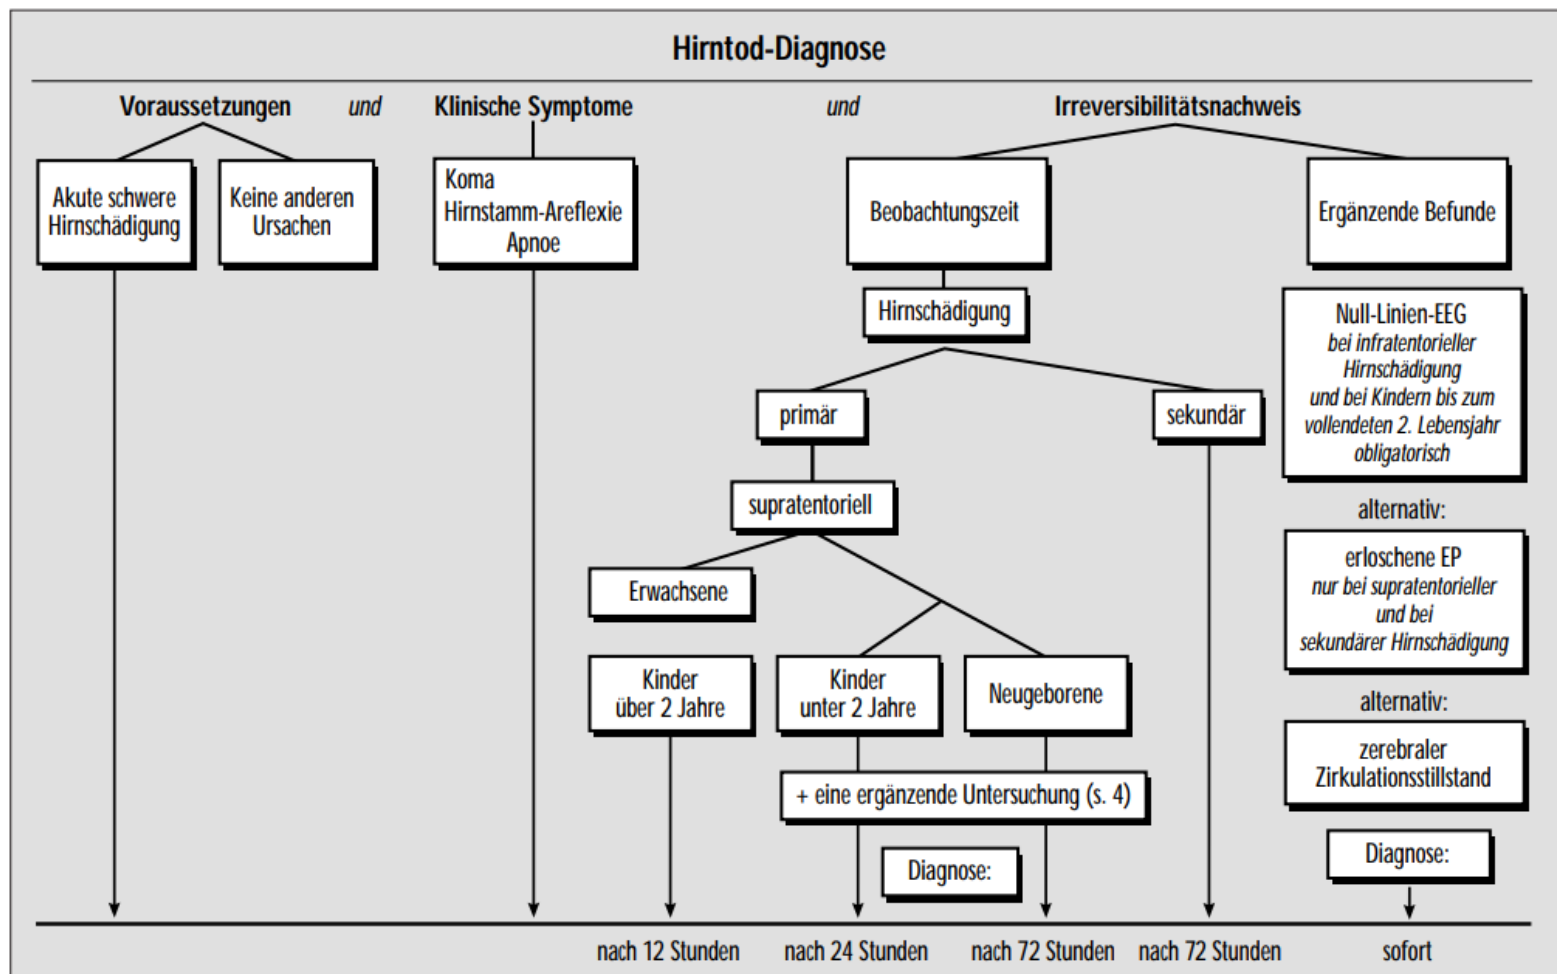 Hirntod-Diagnose
Voraussetzungen und Klinische Symptome und Irreversibilitätsnachweis
Akute schwere
Hirnschädigung
Keine anderen
Ursachen
Koma
Hirnstamm-Areflexie
Apnoe
Beobachtungszeit
Ergänzende Befunde
Hirnschädigung
primär
sekundär
supratentoriell
Erwachsene
Kinder
über 2 Jahre
Kinder
unter 2 Jahre
Neugeborene
+ eine ergänzende Untersuchung (s. 4)
Diagnose:
Null-Linien-EEG
bei infratentorieller
Hirnschädigung
und bei Kindern bis zum
vollendeten 2. Lebensjahr
obligatorisch
alternativ:
erloschene EP
nur bei supratentorieller
und bei
sekundärer Hirnschädigung
alternativ:
zerebraler
Zirkulationsstillstand
Diagnose:
nach 12 Stunden nach 24 Stunden nach 72 Stunden nach 72 Stunden sofort